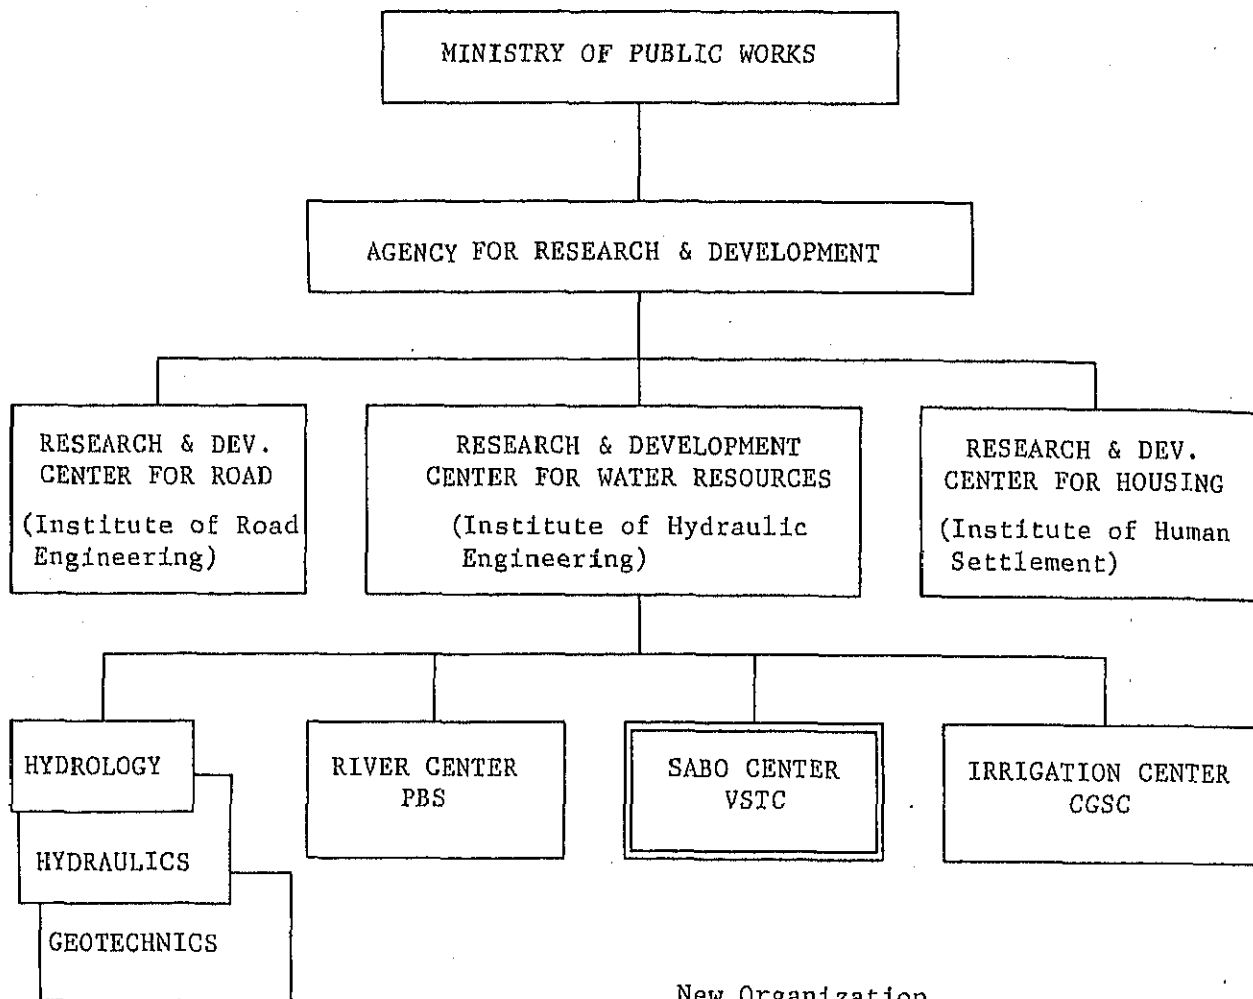 MINISTRY OF PUBLIC WORKS
AGENCY FOR RESEARCH & DEVELOPMENT
RESEARCH & DEV.
CENTER FOR ROAD
(Institute of Road
Engineering)
RESEARCH & DEVELOPMENT
CENTER FOR WATER RESOURCES
(Institute of Hydraulic
Engineering)
RESEARCH & DEV.
CENTER FOR HOUSING
(Institute of Human
Settlement)
HYDROLOGY
HYDRAULICS
GEOTECHNICS
RIVER CENTER
PBS
SABO CENTER
VSTC
IRRIGATION CENTER
CGSC
New Organization